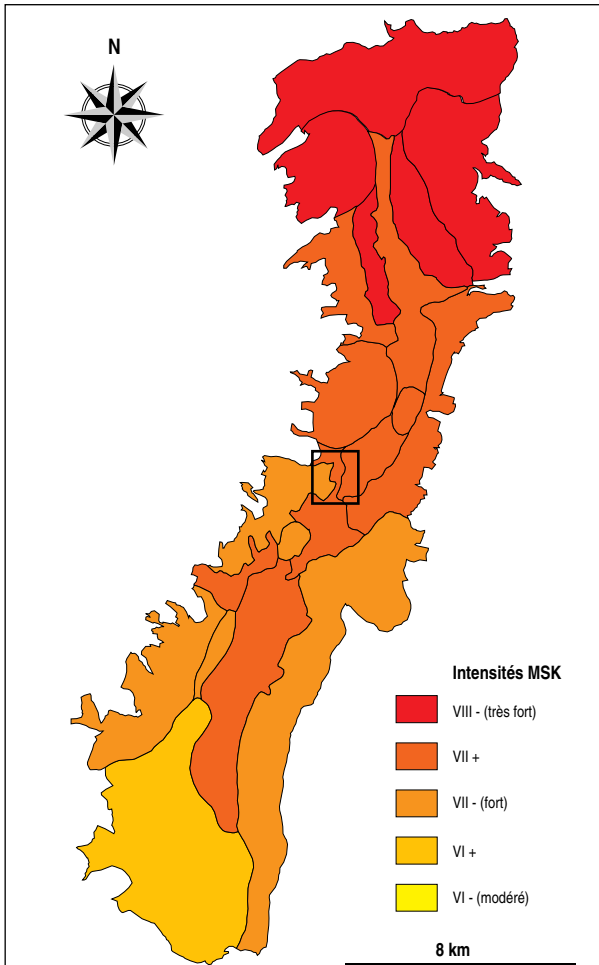 N
Intensités MSK
VIII - (très fort)
VII +
VII - (fort)
VI +
VI - (modéré)
8 km